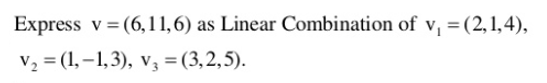 Express v = (6,11,6) as Linear Combination of v₁ = (2,1,4),
v₂ = (1,−1,3), v₃ = (3,2,5).